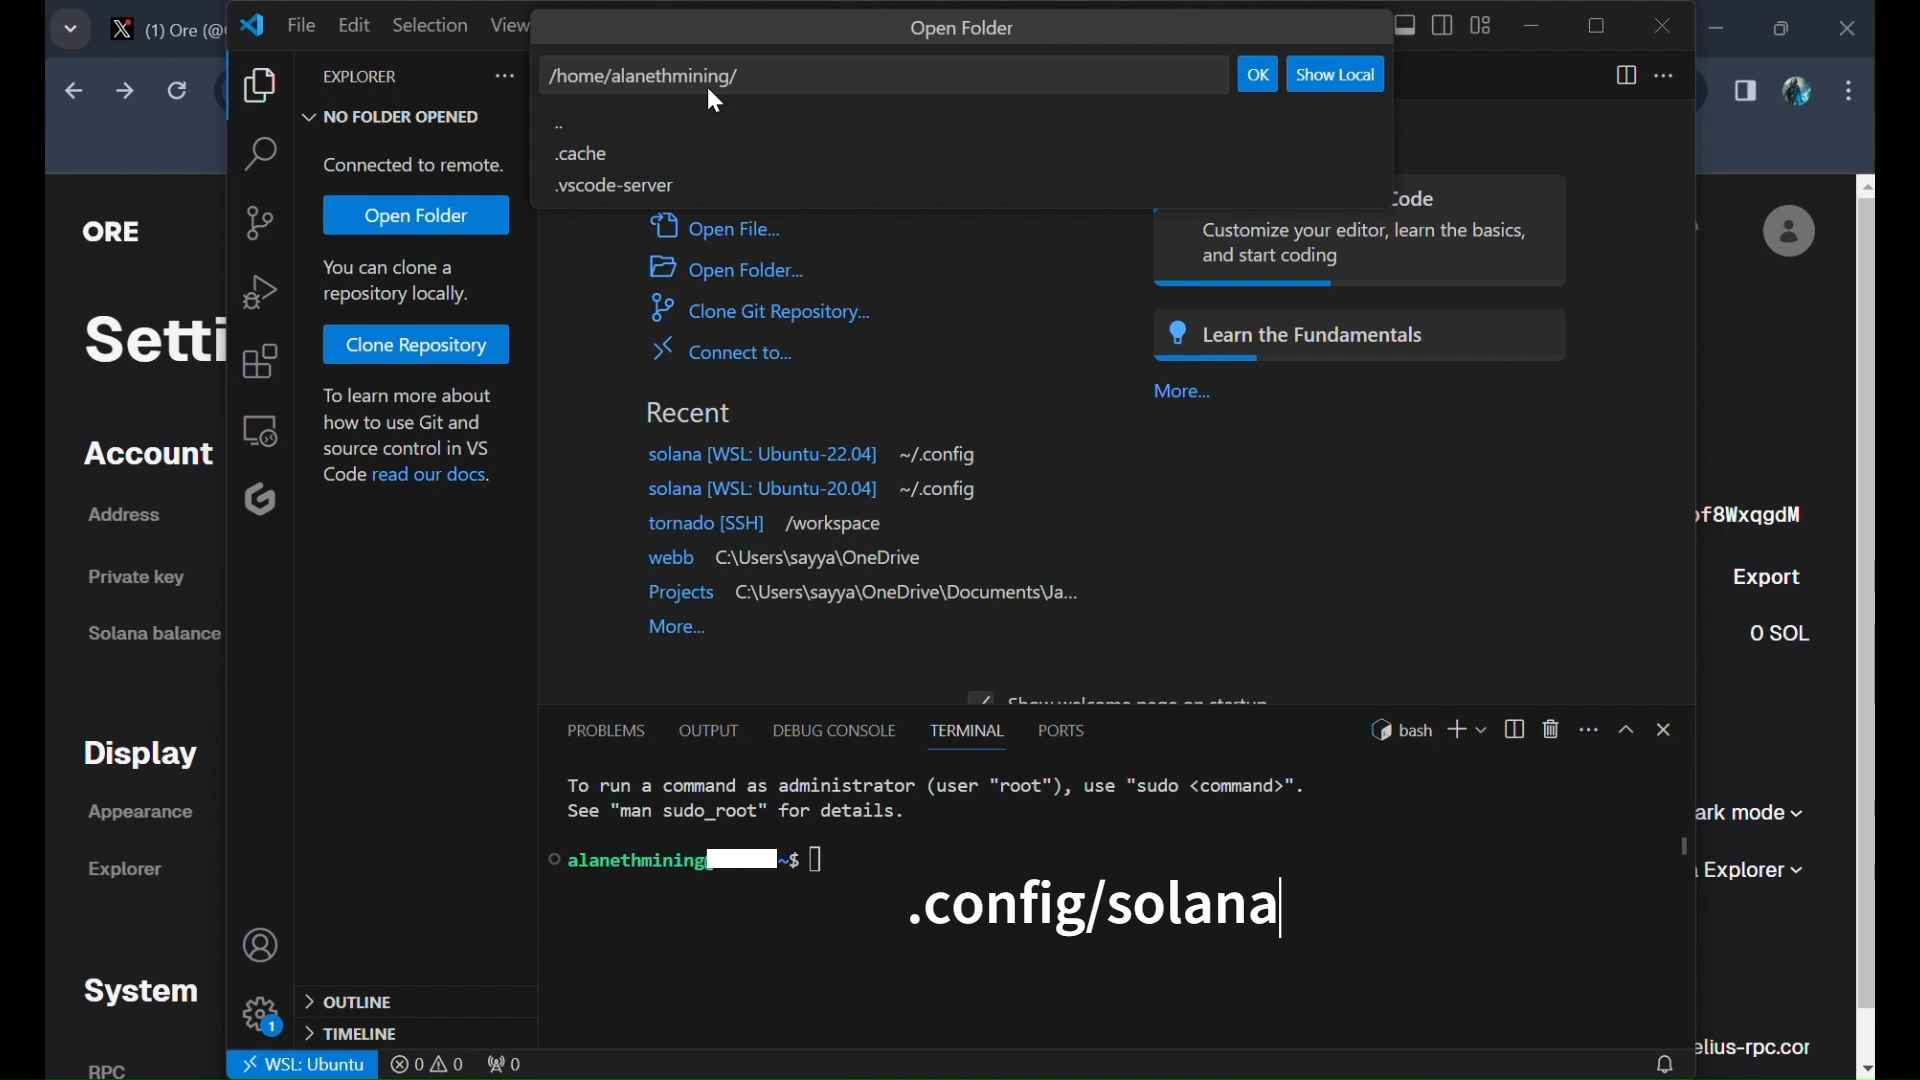 (1) Ore (@
File Edit Selection View
Open Folder
/home/alanethmining/
OK
Show Local
..
.cache
.vscode-server
EXPLORER
NO FOLDER OPENED
Connected to remote.
Open Folder
You can clone a
repository locally.
Clone Repository
To learn more about
how to use Git and
source control in VS
Code read our docs.
OUTLINE
TIMELINE
Open File...
Open Folder...
Clone Git Repository...
Connect to...
Recent
solana [WSL: Ubuntu-22.04] ~/.config
solana [WSL: Ubuntu-20.04] ~/.config
tornado [SSH] /workspace
webb C:\Users\sayya\OneDrive
Projects C:\Users\sayya\OneDrive\Documents\Ja...
More...
Code
Customize your editor, learn the basics,
and start coding
Learn the Fundamentals
More...
PROBLEMS OUTPUT DEBUG CONSOLE TERMINAL PORTS
bash
To run a command as administrator (user "root"), use "sudo <command>".
See "man sudo_root" for details.
alanethmining ~$
.config/solana
1
WSL: Ubuntu 0 0 0
ORE
Setti
Account
Address
Private key
Solana balance
Display
Appearance
Explorer
System
RPC
f8WxqgdM
Export
0 SOL
ark mode
Explorer
elius-rpc.cor